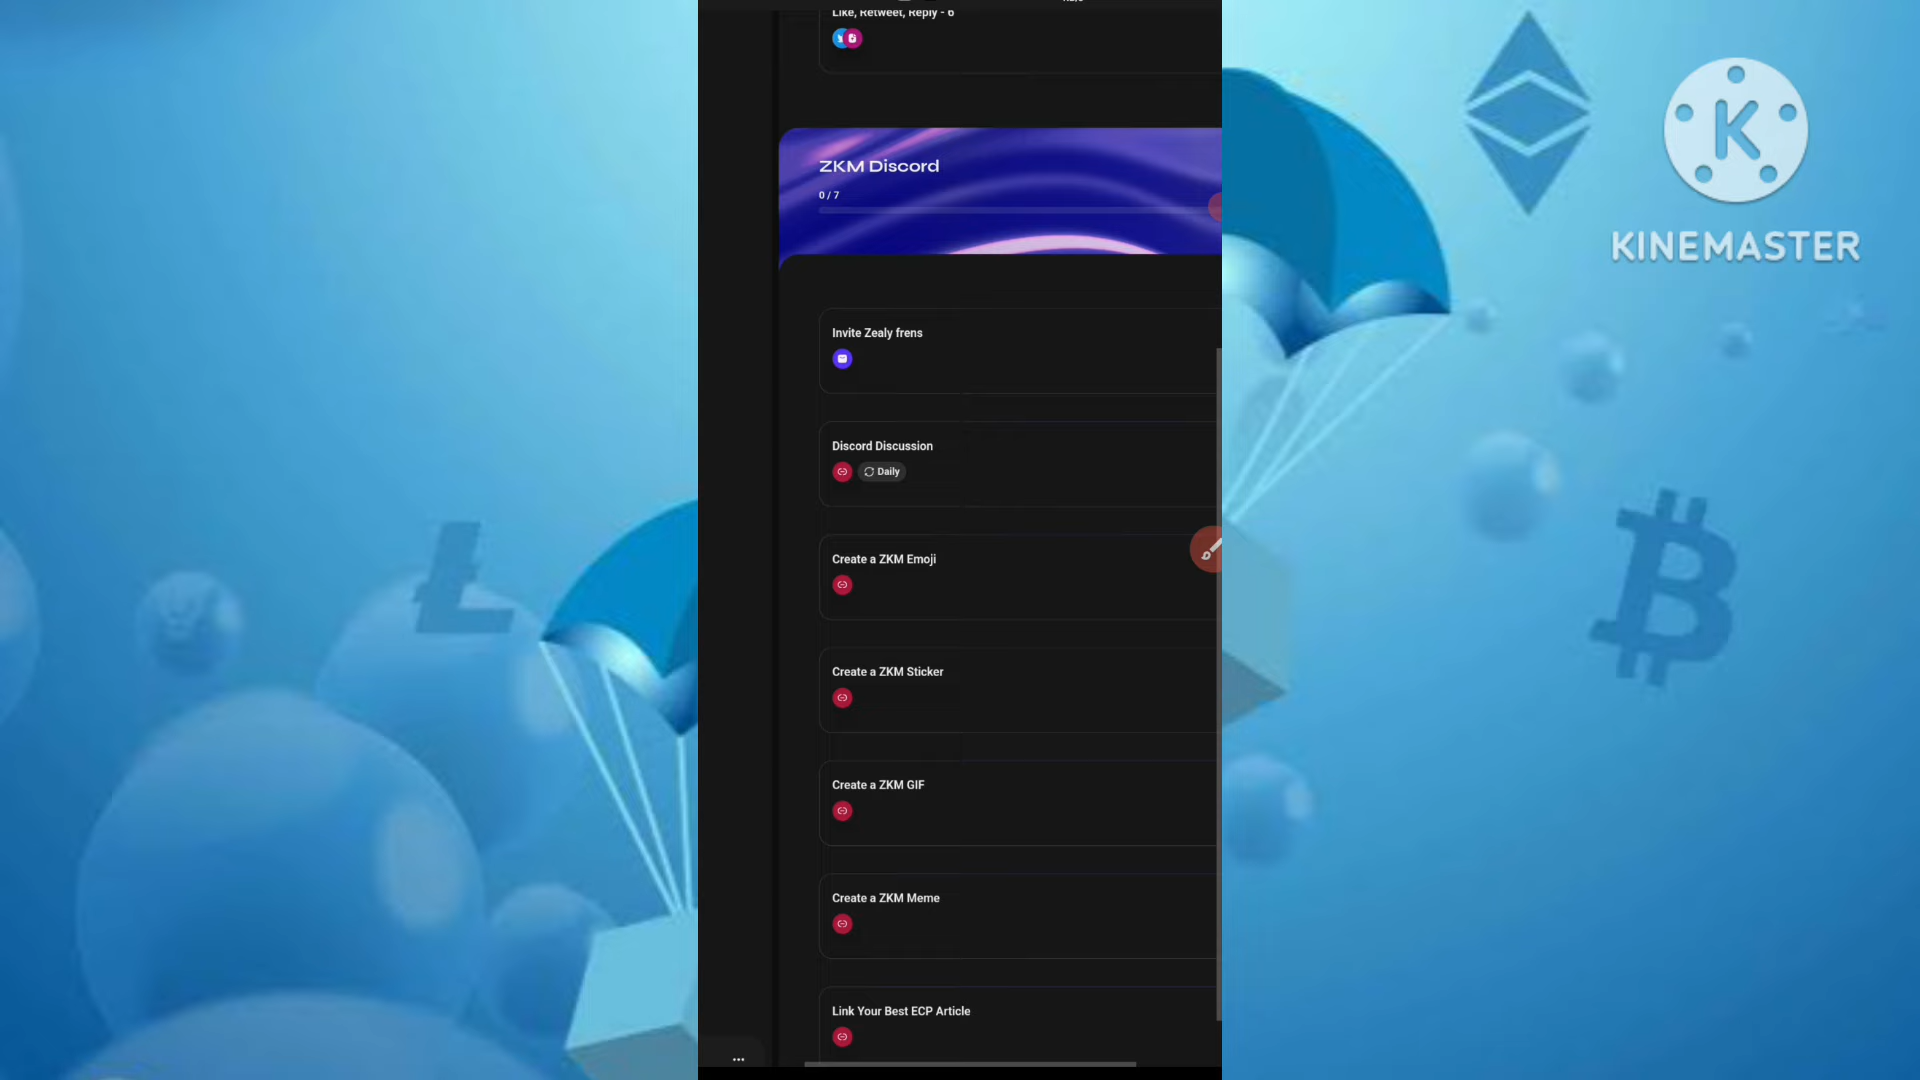 Like, Retweet, Reply - 6
ZKM Discord
0 / 7
Invite Zealy frens
Discord Discussion
Daily
Create a ZKM Emoji
Create a ZKM Sticker
Create a ZKM GIF
Create a ZKM Meme
Link Your Best ECP Article
K
KINEMASTER